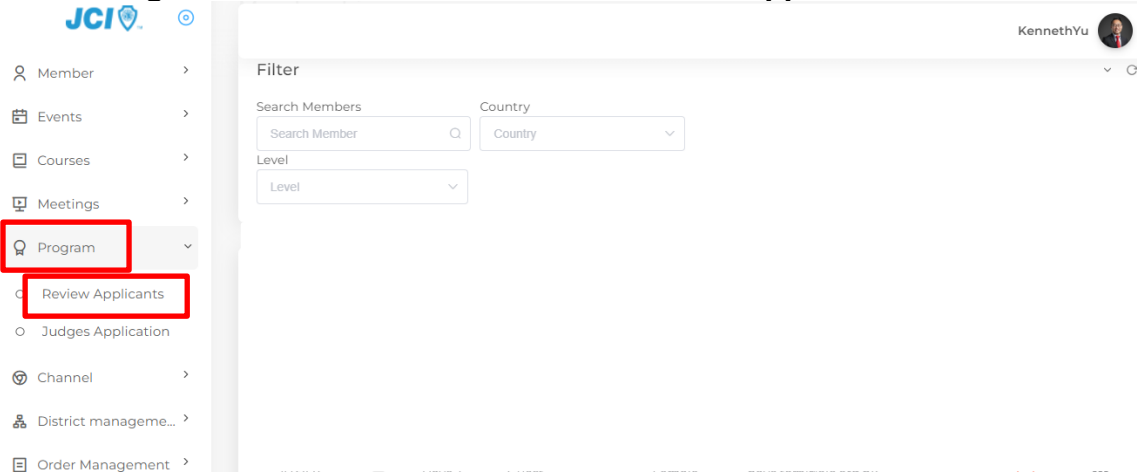 JCI
KennethYu
Member
Events
Courses
Meetings
Program
Review Applicants
Judges Application
Channel
District manageme...
Order Management
Filter
Search Members
Country
Search Member
Country
Level
Level